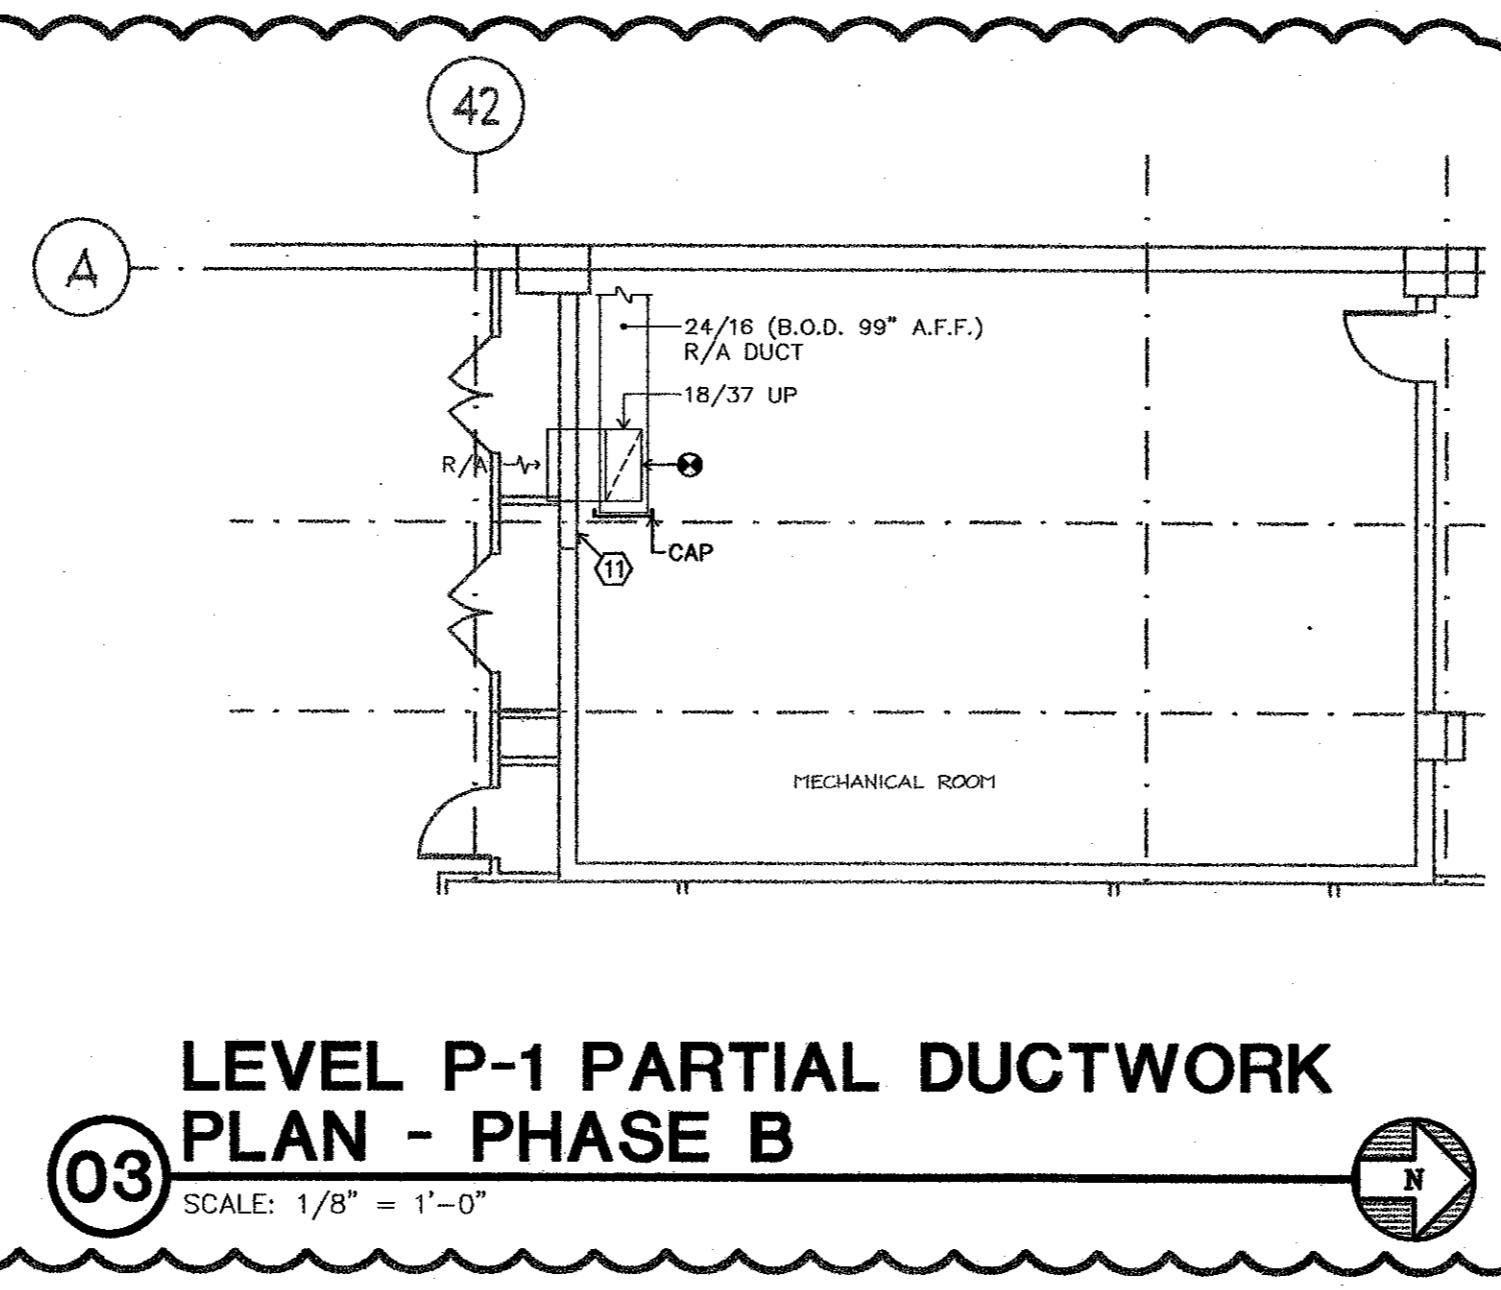 42
A
24/16 (B.O.D. 99" A.F.F.)
R/A DUCT
18/37 UP
R/A
CAP
11
MECHANICAL ROOM
LEVEL P-1 PARTIAL DUCTWORK
PLAN - PHASE B
03
SCALE: 1/8" = 1'-0"
N